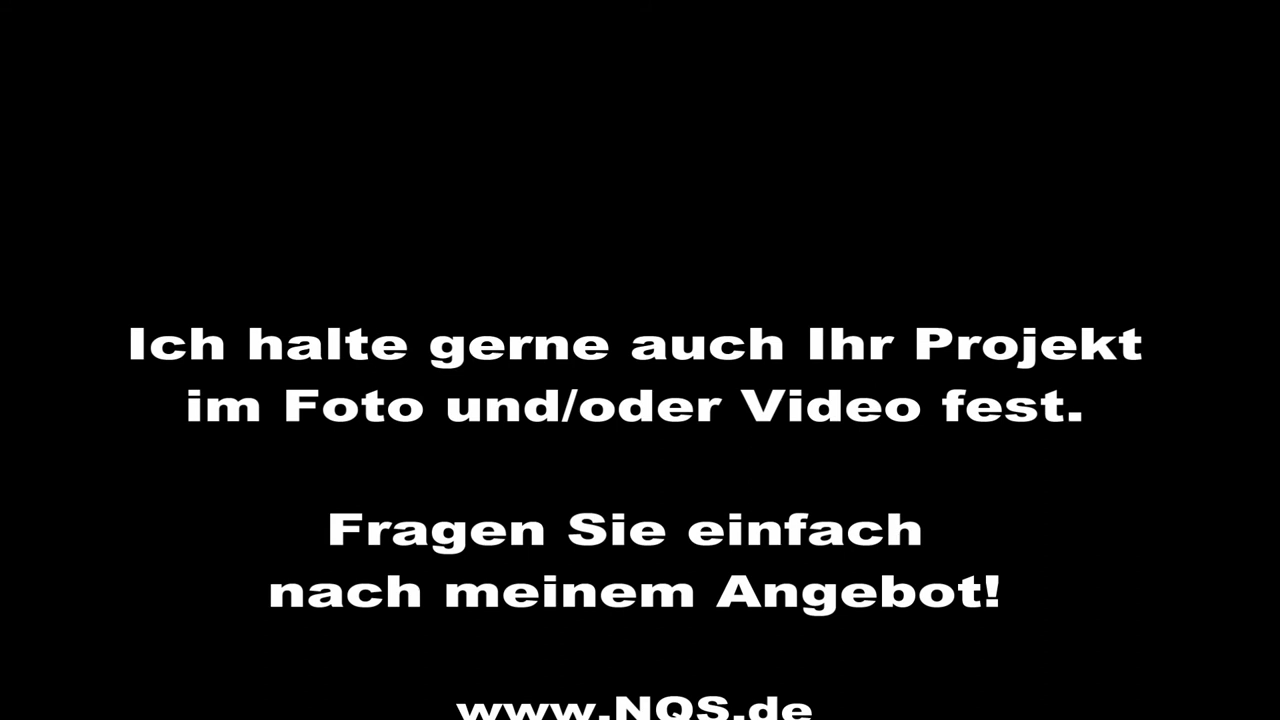 Ich halte gerne auch Ihr Projekt
im Foto und/oder Video fest.
Fragen Sie einfach
nach meinem Angebot!
www.NQS.de